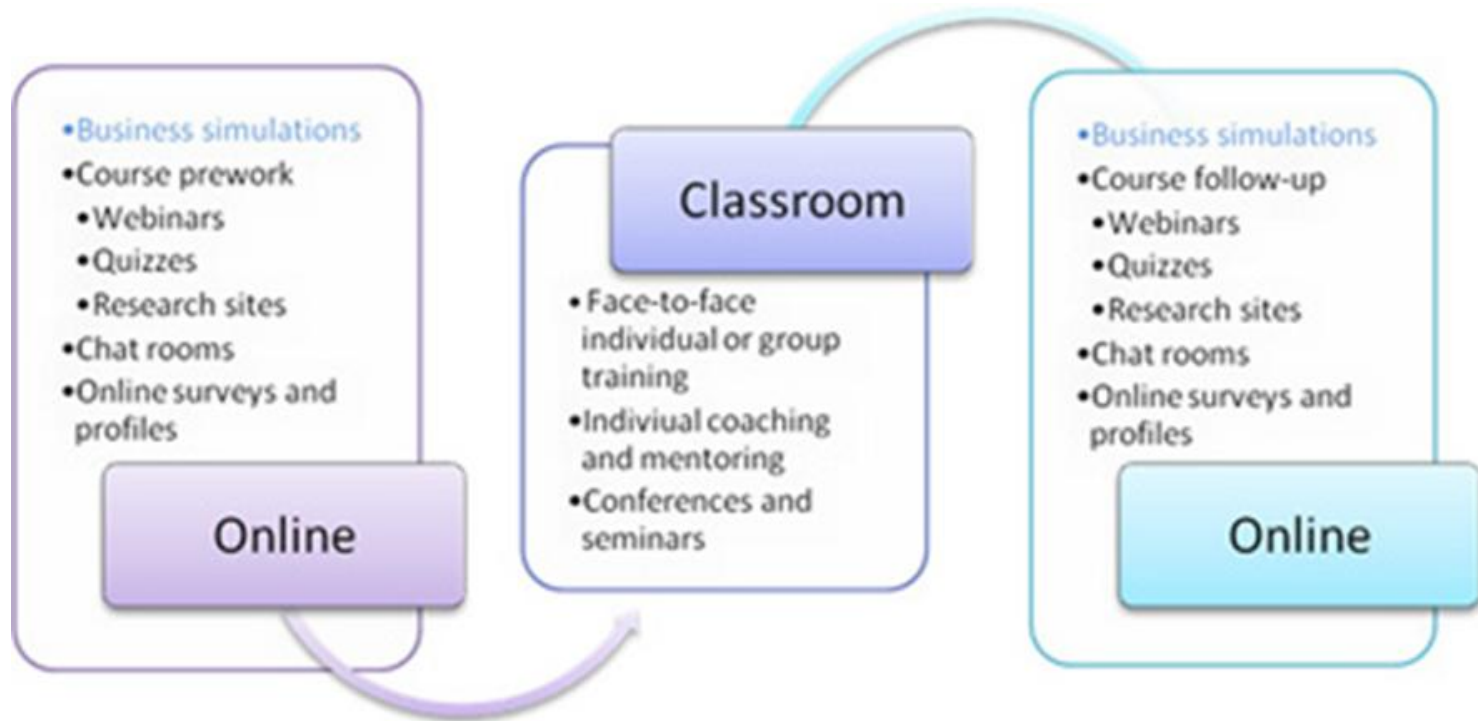 •Business simulations
•Course prework
•Webinars
•Quizzes
•Research sites
•Chat rooms
•Online surveys and
profiles
Online
Classroom
•Face-to-face
individual or group
training
•Indiviual coaching
and mentoring
•Conferences and
seminars
•Business simulations
•Course follow-up
•Webinars
•Quizzes
•Research sites
•Chat rooms
•Online surveys and
profiles
Online